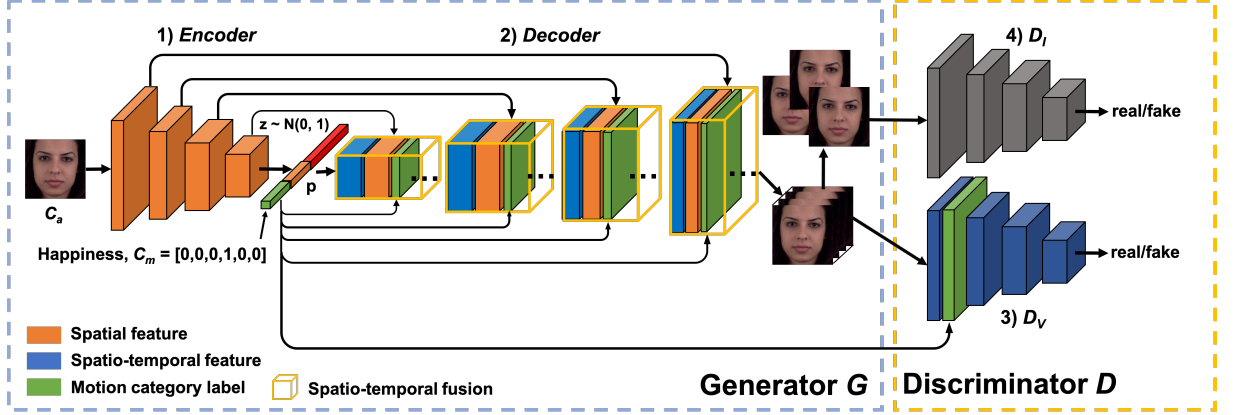 1) Encoder
2) Decoder
4) D_I
z ~ N(0, 1)
real/fake
p
C_a
Happiness, C_m = [0,0,0,1,0,0]
real/fake
3) D_V
Spatial feature
Spatio-temporal feature
Motion category label
Spatio-temporal fusion
Generator G
Discriminator D